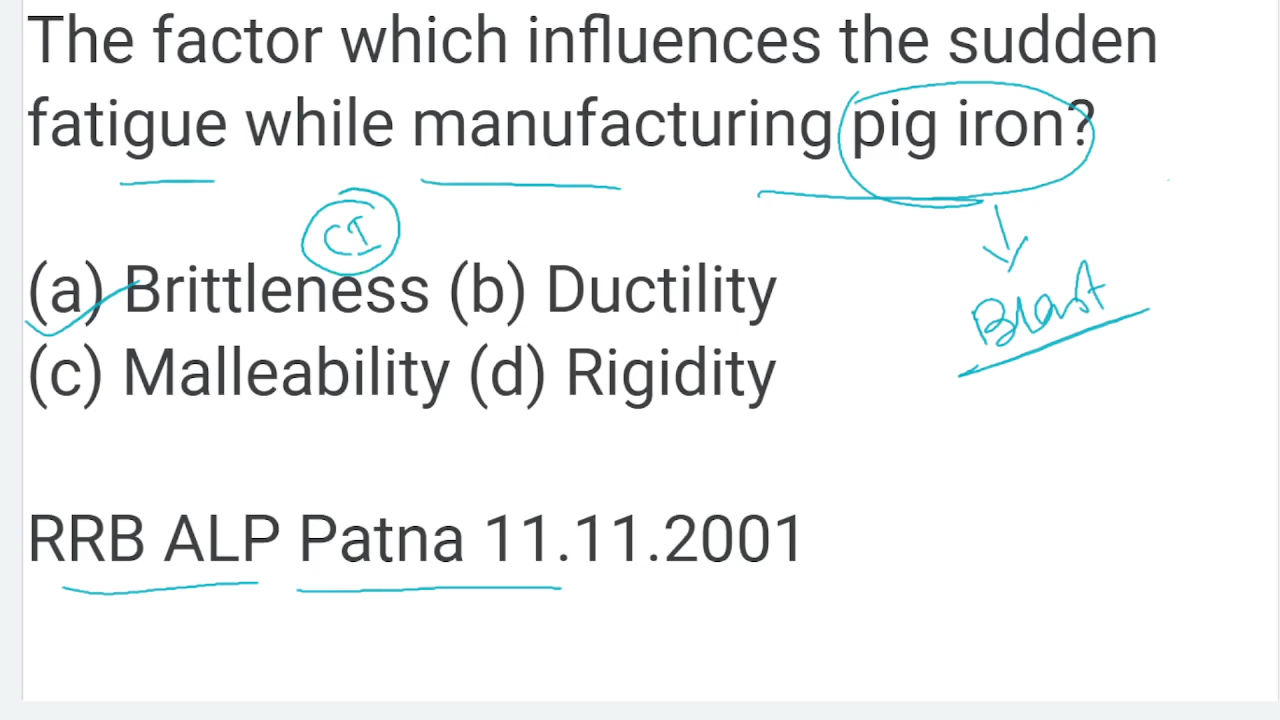 The factor which influences the sudden
fatigue while manufacturing pig iron?
CI
(a) Brittleness (b) Ductility
Blast
(c) Malleability (d) Rigidity
RRB ALP Patna 11.11.2001